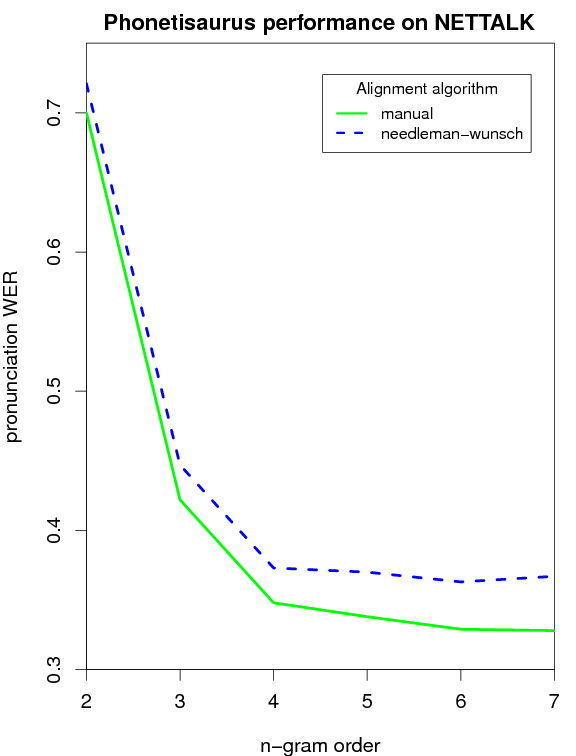 Phonetisaurus performance on NETTALK
Alignment algorithm
manual
needleman−wunsch
pronunciation WER
0.7
0.6
0.5
0.4
0.3
2 3 4 5 6 7
n−gram order